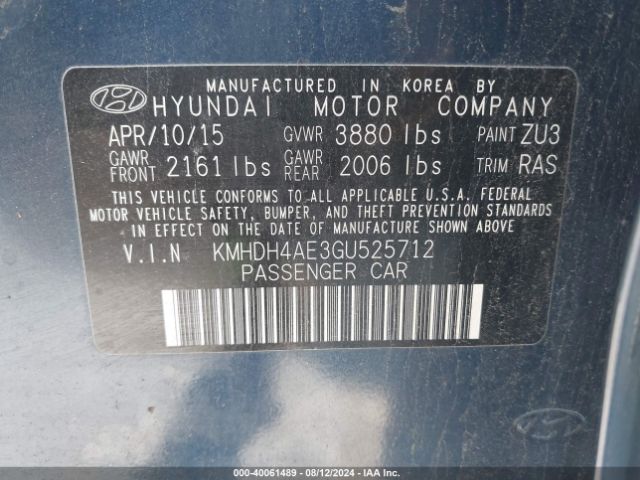 MANUFACTURED IN KOREA BY
HYUNDAI MOTOR COMPANY
APR/10/15 GVWR 3880 lbs PAINT ZU3
GAWR FRONT 2161 lbs GAWR REAR 2006 lbs TRIM RAS
THIS VEHICLE CONFORMS TO ALL APPLICABLE U.S.A. FEDERAL
MOTOR VEHICLE SAFETY, BUMPER, AND THEFT PREVENTION STANDARDS
IN EFFECT ON THE DATE OF MANUFACTURE SHOWN ABOVE.
V.I.N KMHDH4AE3GU525712
PASSENGER CAR
000-40061489 - 08/12/2024 - IAA Inc.